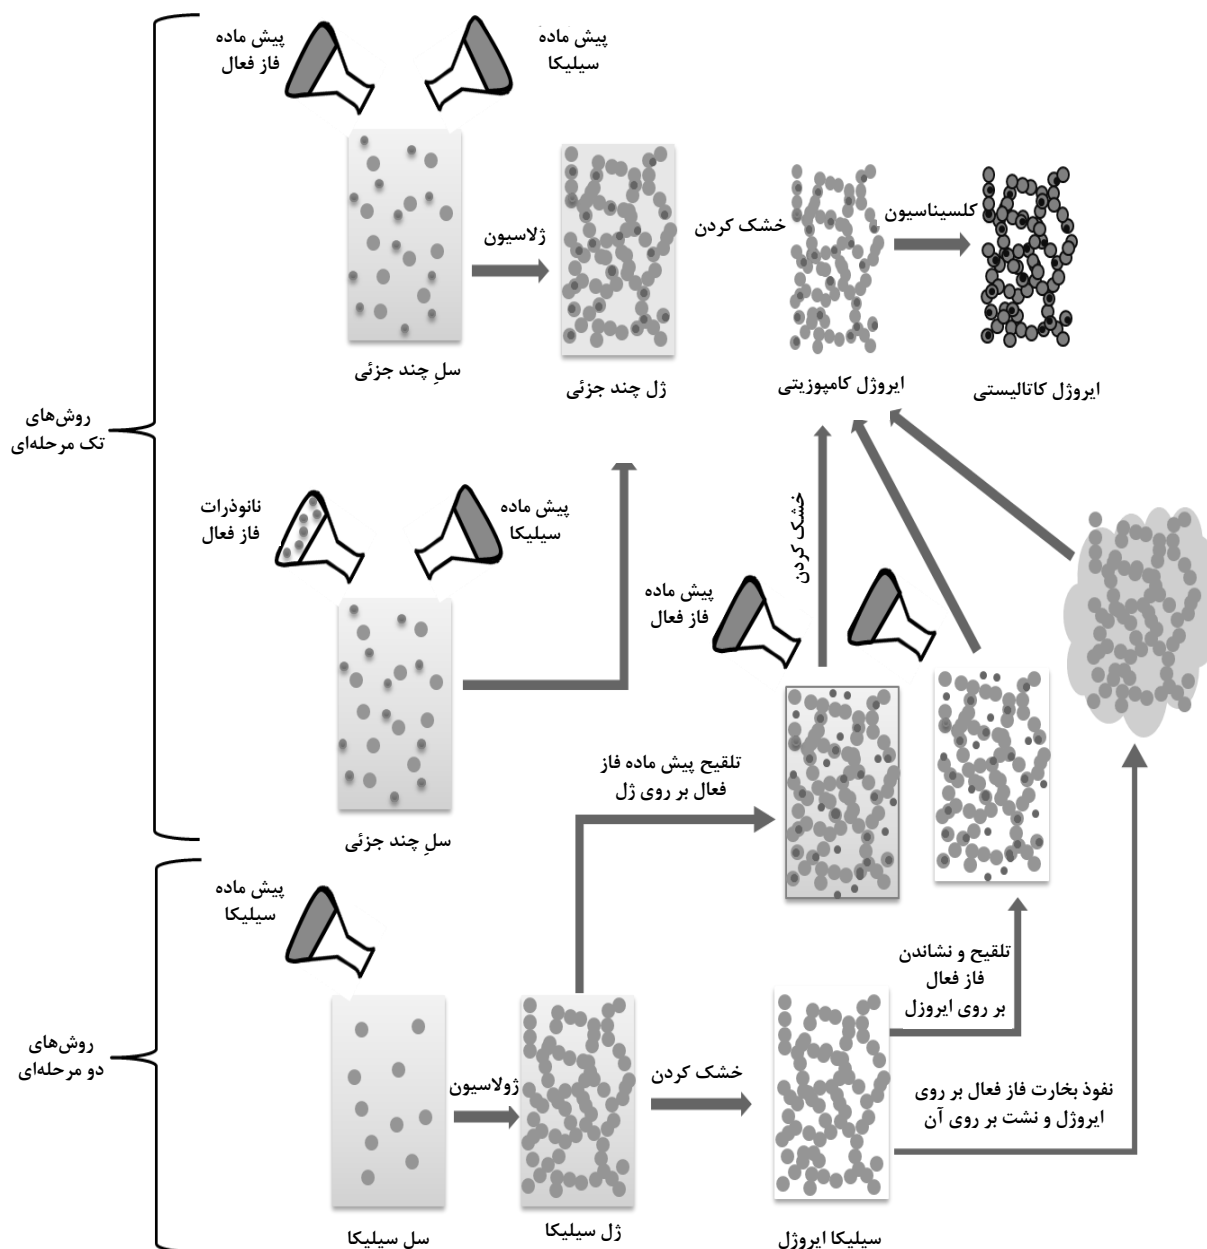 پیش ماده
فاز فعال
پیش ماده
سیلیکا
ژلاسیون
خشک کردن
کلسیناسیون
سلِ چند جزئی
ژل چند جزئی
ایروژل کامپوزیتی
ایروژل کاتالیستی
روش‌های
تک مرحله‌ای
نانوذرات
فاز فعال
پیش ماده
سیلیکا
خشک کردن
پیش ماده
فاز فعال
سلِ چند جزئی
تلقیح پیش ماده فاز
فعال بر روی ژل
پیش ماده
سیلیکا
تلقیح و نشاندن
فاز فعال
بر روی ایروزل
روش‌های
دو مرحله‌ای
ژولاسیون
خشک کردن
نفوذ بخارت فاز فعال بر روی
ایروژل و نشت بر روی آن
سل سیلیکا
ژل سیلیکا
سیلیکا ایروژل